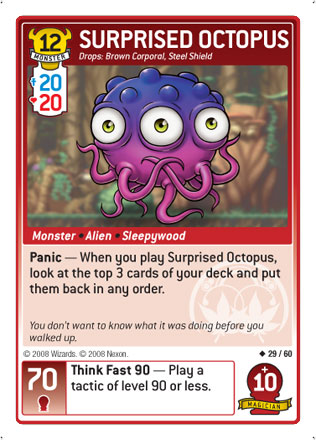 12
MONSTER
SURPRISED OCTOPUS
Drops: Brown Corporal, Steel Shield
20
20
Monster • Alien • Sleepywood
Panic — When you play Surprised Octopus,
look at the top 3 cards of your deck and put
them back in any order.
You don't want to know what it was doing before you
walked up.
© 2008 Wizards. © 2008 Nexon.
◆ 29 / 60
70
Think Fast 90 — Play a
tactic of level 90 or less.
+
10
MAGICIAN